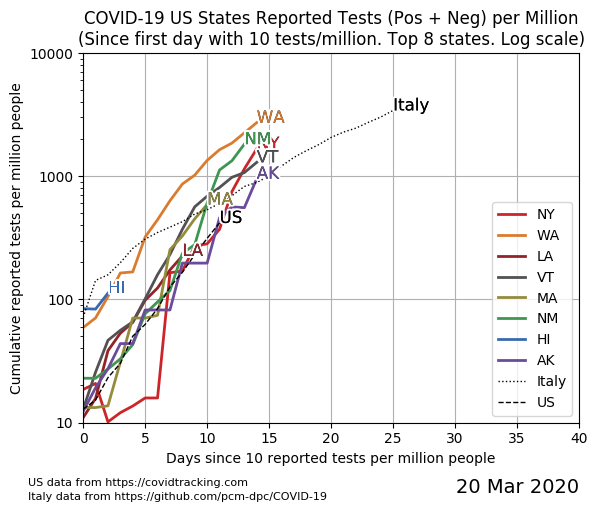 COVID-19 US States Reported Tests (Pos + Neg) per Million
(Since first day with 10 tests/million. Top 8 states. Log scale)
Cumulative reported tests per million people
10000
1000
100
10
WA
Italy
NM
NY
VT
AK
MA
US
LA
HI
NY
WA
LA
VT
MA
NM
HI
AK
Italy
US
0 5 10 15 20 25 30 35 40
Days since 10 reported tests per million people
US data from https://covidtracking.com
Italy data from https://github.com/pcm-dpc/COVID-19
20 Mar 2020